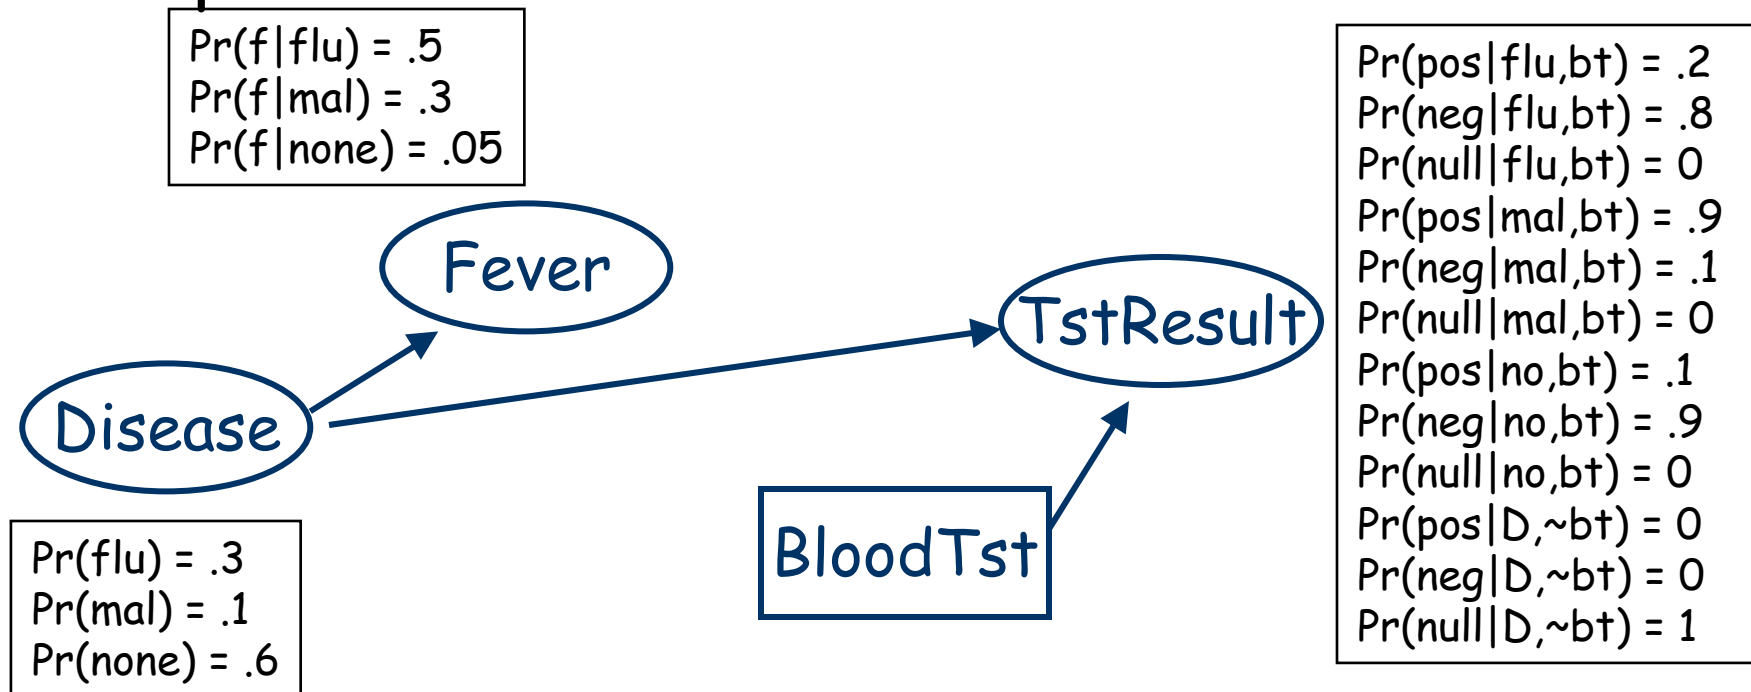 Pr(f|flu) = .5
Pr(f|mal) = .3
Pr(f|none) = .05
Fever
Disease
Pr(flu) = .3
Pr(mal) = .1
Pr(none) = .6
BloodTst
TstResult
Pr(pos|flu,bt) = .2
Pr(neg|flu,bt) = .8
Pr(null|flu,bt) = 0
Pr(pos|mal,bt) = .9
Pr(neg|mal,bt) = .1
Pr(null|mal,bt) = 0
Pr(pos|no,bt) = .1
Pr(neg|no,bt) = .9
Pr(null|no,bt) = 0
Pr(pos|D,~bt) = 0
Pr(neg|D,~bt) = 0
Pr(null|D,~bt) = 1